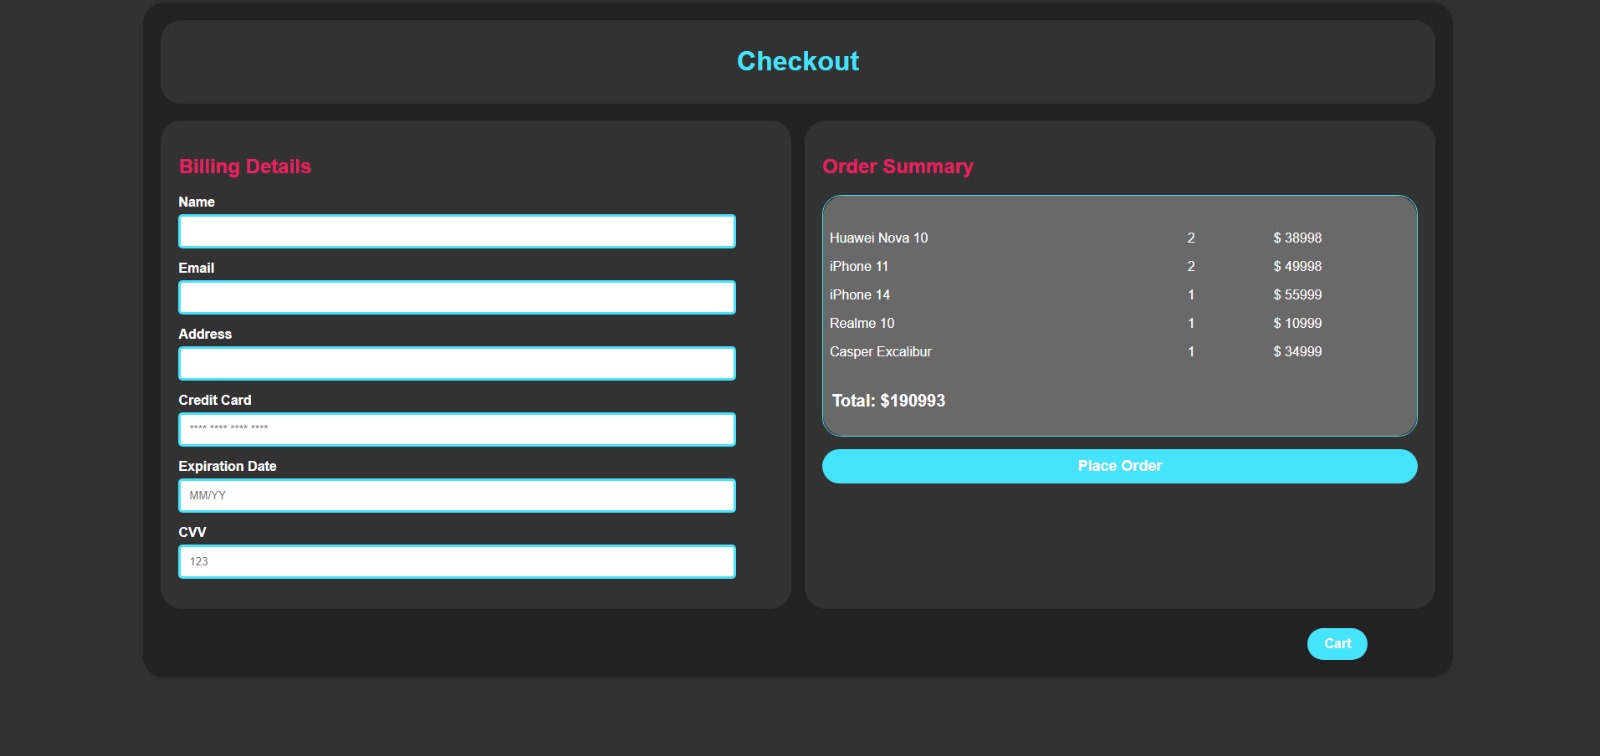 Checkout
Billing Details
Name
Email
Address
Credit Card
**** **** **** ****
Expiration Date
MM/YY
CVV
123
Order Summary
Huawei Nova 10 2 $ 38998
iPhone 11 2 $ 49998
iPhone 14 1 $ 55999
Realme 10 1 $ 10999
Casper Excalibur 1 $ 34999
Total: $190993
Place Order
Cart